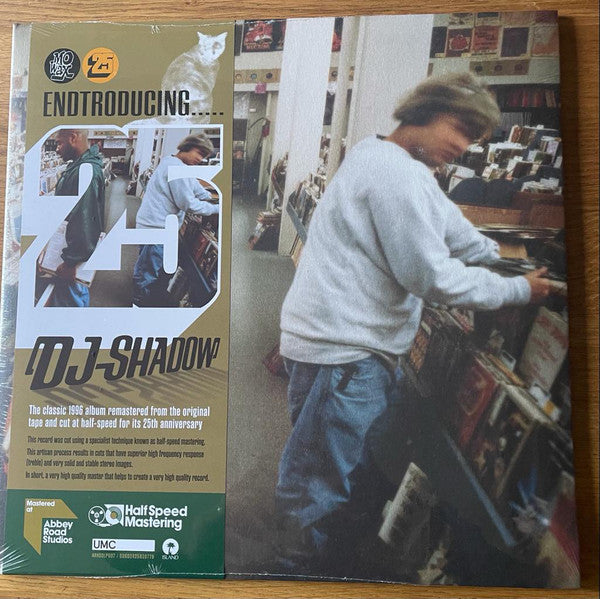 MO WAX
25
ENDTRODUCING.....
25
DJ-SHADOW
The classic 1996 album remastered from the original
tape and cut at half-speed for its 25th anniversary
This record was cut using a specialist technique known as half-speed mastering.
This artisan process results in cuts that have superior high frequency response
(treble) and very solid and stable stereo images.
In short, a very high quality master that helps to create a very high quality record.
Mastered
at
Abbey
Road
Studios
Half Speed
Mastering
UMC
ISLAND